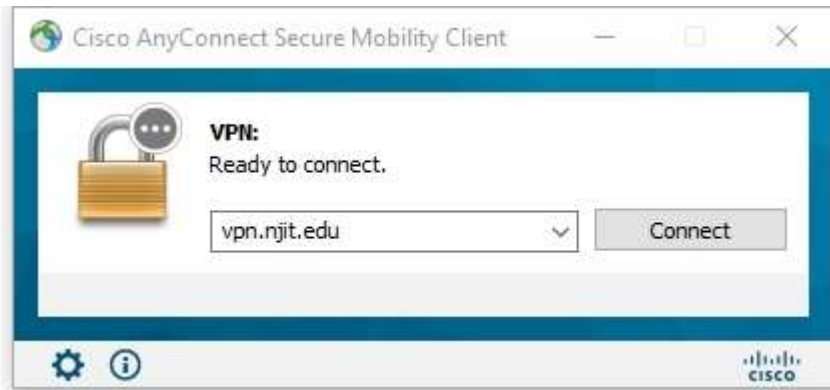 Cisco AnyConnect Secure Mobility Client
VPN:
Ready to connect.
vpn.njit.edu
Connect
CISCO